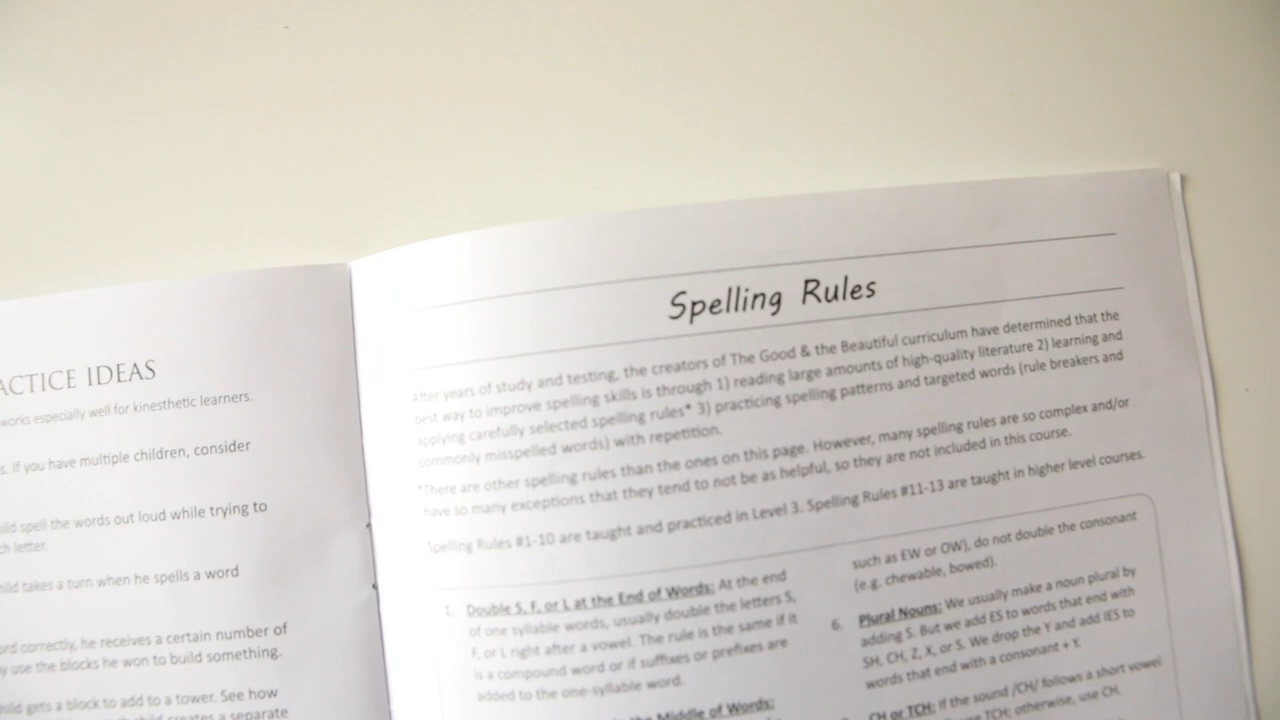 ACTICE IDEAS
works especially well for kinesthetic learners.
s. If you have multiple children, consider
ild spell the words out loud while trying to
ch letter.
hild takes a turn when he spells a word
ord correctly, he receives a certain number of
y use the blocks he won to build something.
hild gets a block to add to a tower. See how
creates a separate
Spelling Rules
After years of study and testing, the creators of The Good & the Beautiful curriculum have determined that the
best way to improve spelling skills is through 1) reading large amounts of high-quality literature 2) learning and
applying carefully selected spelling rules* 3) practicing spelling patterns and targeted words (rule breakers and
commonly misspelled words) with repetition.
*There are other spelling rules than the ones on this page. However, many spelling rules are so complex and/or
have so many exceptions that they tend to not be as helpful, so they are not included in this course.
Spelling Rules #1-10 are taught and practiced in Level 3. Spelling Rules #11-13 are taught in higher level courses.
1. Double S, F, or L at the End of Words: At the end
of one syllable words, usually double the letters S,
F, or L right after a vowel. The rule is the same if it
is a compound word or if suffixes or prefixes are
added to the one-syllable word.
in the Middle of Words:
such as EW or OW), do not double the consonant
(e.g. chewable, bowed).
6. Plural Nouns: We usually make a noun plural by
adding S. But we add ES to words that end with
SH, CH, Z, X, or S. We drop the Y and add IES to
words that end with a consonant + Y.
CH or TCH: If the sound /CH/ follows a short vowel
use TCH; otherwise, use CH.